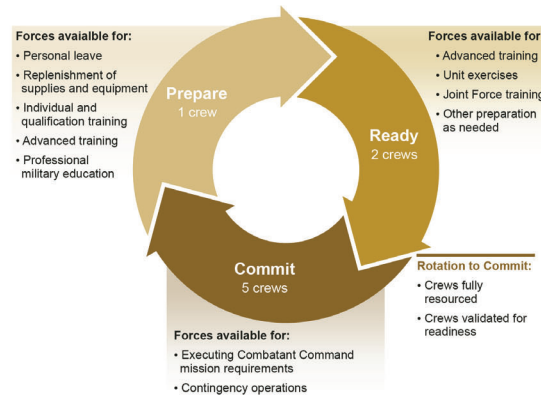 Forces avaialble for:
• Personal leave
• Replenishment of
supplies and equipment
• Individual and
qualification training
• Advanced training
• Professional
military education
Prepare
1 crew
Forces available for:
• Advanced training
• Unit exercises
• Joint Force training
• Other preparation
as needed
Ready
2 crews
Rotation to Commit:
• Crews fully
resourced
• Crews validated for
readiness
Commit
5 crews
Forces available for:
• Executing Combatant Command
mission requirements
• Contingency operations